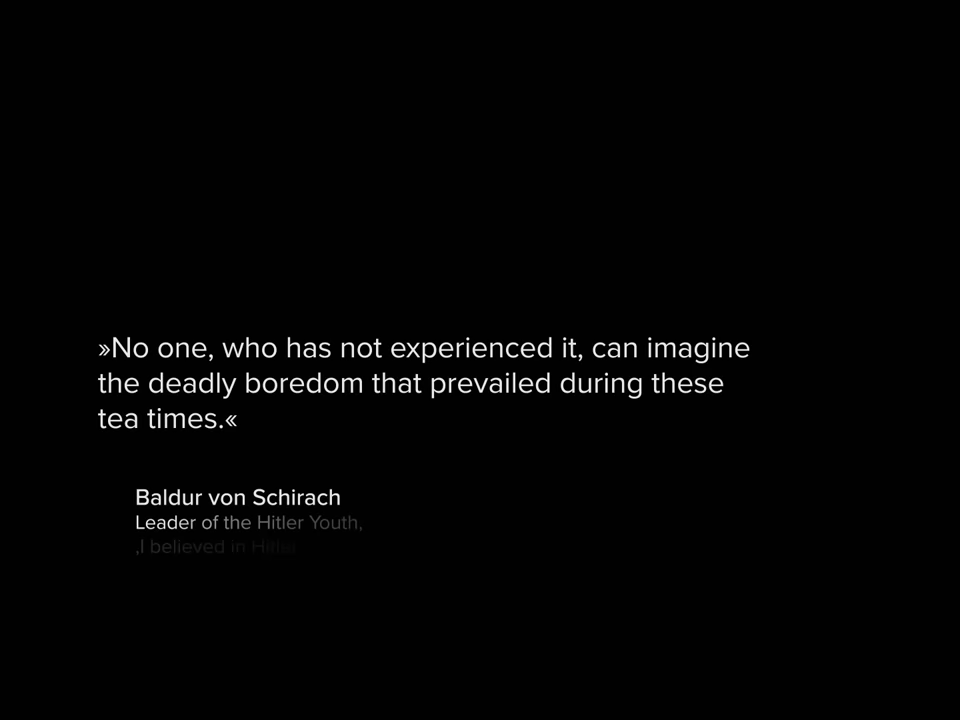 »No one, who has not experienced it, can imagine
the deadly boredom that prevailed during these
tea times.«
Baldur von Schirach
Leader of the Hitler Youth,
‚I believed in Hitler